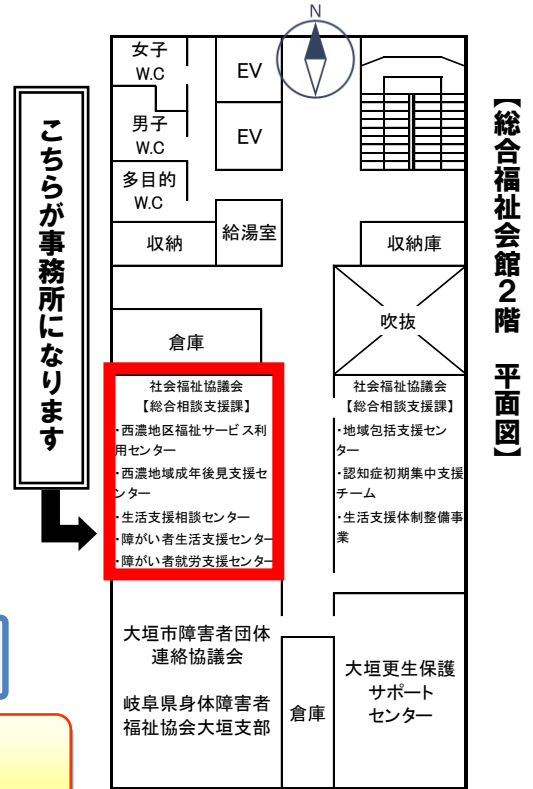 【総合福祉会館2階　平面図】
こちらが事務所になります
N
女子
W.C
EV
男子
W.C
EV
多目的
W.C
収納
給湯室
収納庫
吹抜
倉庫
社会福祉協議会
【総合相談支援課】
・西濃地区福祉サービス利
用センター
・西濃地域成年後見支援セ
ンター
・生活支援相談センター
・障がい者生活支援センター
・障がい者就労支援センター
社会福祉協議会
【総合相談支援課】
・地域包括支援セン
ター
・認知症初期集中支援
チーム
・生活支援体制整備事
業
大垣市障害者団体
連絡協議会
岐阜県身体障害者
福祉協会大垣支部
倉庫
大垣更生保護
サポート
センター